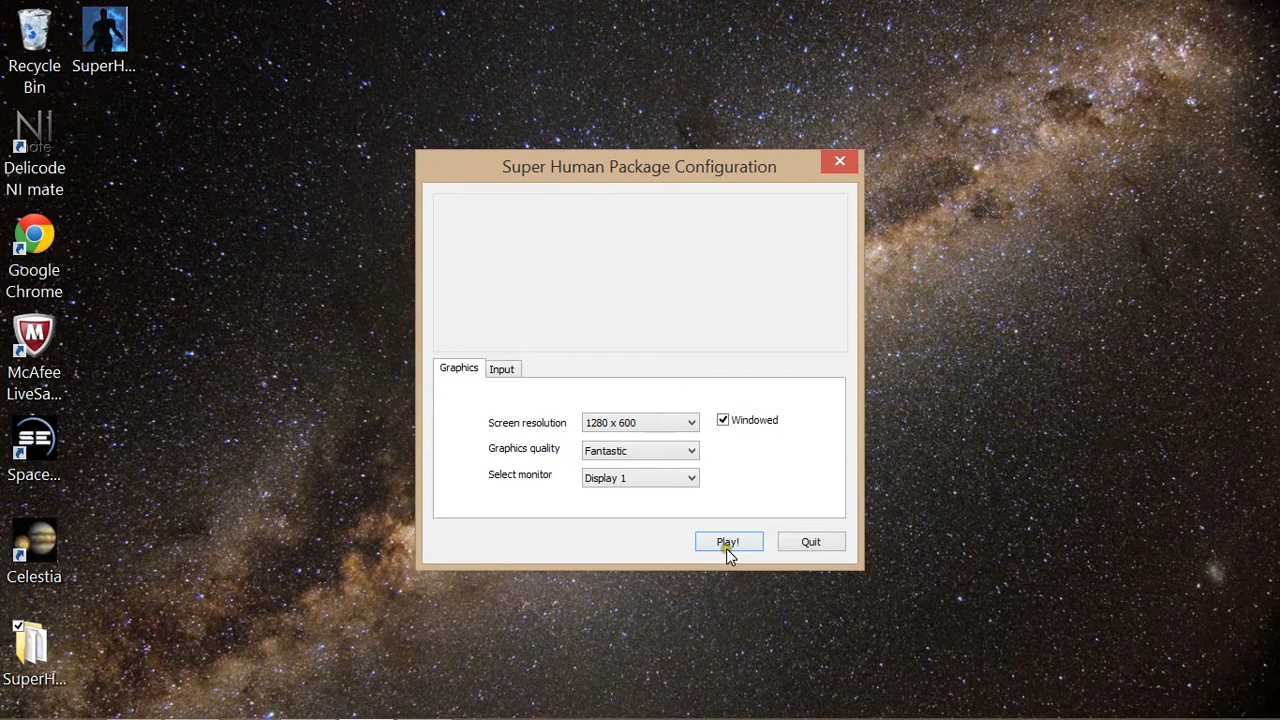 Recycle
Bin
SuperH...
Delicode
NI mate
Google
Chrome
McAfee
LiveSa...
SE
Space...
Celestia
SuperH...
Super Human Package Configuration
Graphics
Input
Screen resolution
1280 x 600
Windowed
Graphics quality
Fantastic
Select monitor
Display 1
Play!
Quit